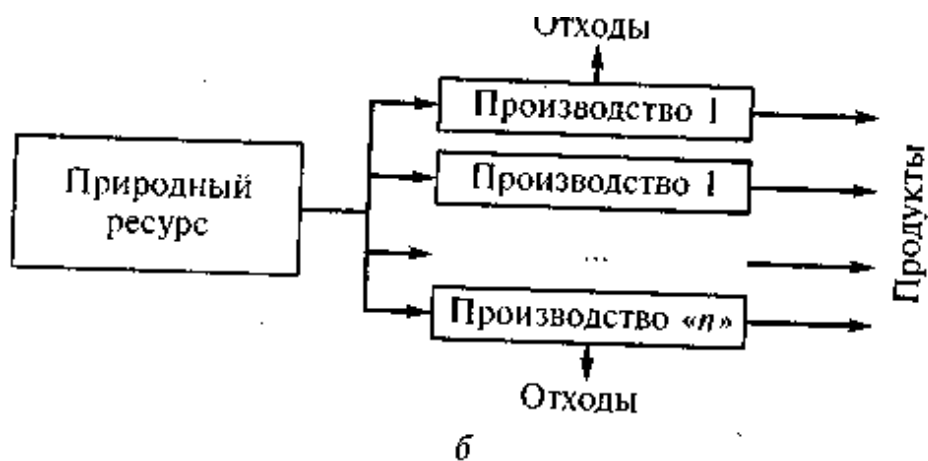 Отходы
Производство 1
Природный
ресурс
Производство 1
...
Производство «n»
Продукты
Отходы
б